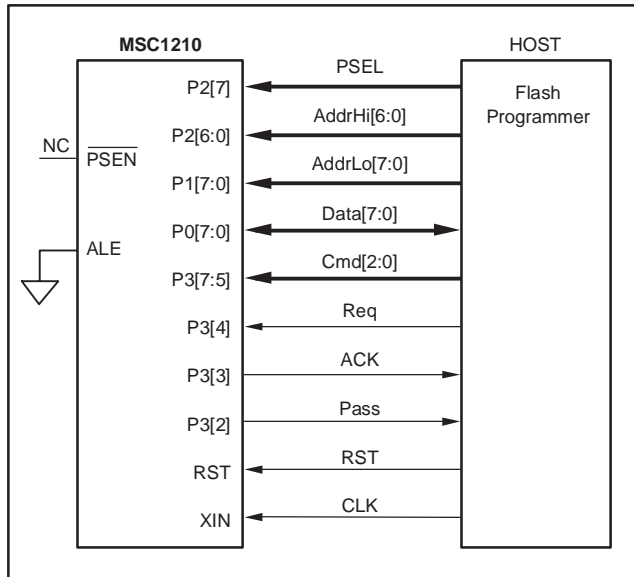 MSC1210
HOST
PSEL
P2[7]
Flash
Programmer
AddrHi[6:0]
P2[6:0]
NC
PSEN
AddrLo[7:0]
P1[7:0]
Data[7:0]
P0[7:0]
ALE
Cmd[2:0]
P3[7:5]
Req
P3[4]
ACK
P3[3]
Pass
P3[2]
RST
RST
CLK
XIN